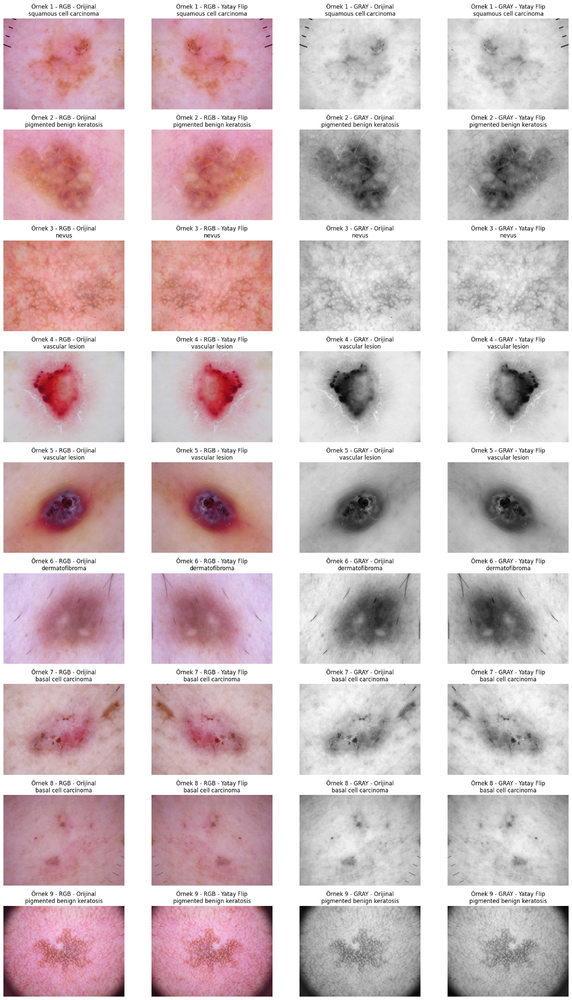 Örnek 1 - RGB - Orijinal
squamous cell carcinoma
Örnek 1 - RGB - Yatay Flip
squamous cell carcinoma
Örnek 1 - GRAY - Orijinal
squamous cell carcinoma
Örnek 1 - GRAY - Yatay Flip
squamous cell carcinoma
Örnek 2 - RGB - Orijinal
pigmented benign keratosis
Örnek 2 - RGB - Yatay Flip
pigmented benign keratosis
Örnek 2 - GRAY - Orijinal
pigmented benign keratosis
Örnek 2 - GRAY - Yatay Flip
pigmented benign keratosis
Örnek 3 - RGB - Orijinal
nevus
Örnek 3 - RGB - Yatay Flip
nevus
Örnek 3 - GRAY - Orijinal
nevus
Örnek 3 - GRAY - Yatay Flip
nevus
Örnek 4 - RGB - Orijinal
vascular lesion
Örnek 4 - RGB - Yatay Flip
vascular lesion
Örnek 4 - GRAY - Orijinal
vascular lesion
Örnek 4 - GRAY - Yatay Flip
vascular lesion
Örnek 5 - RGB - Orijinal
vascular lesion
Örnek 5 - RGB - Yatay Flip
vascular lesion
Örnek 5 - GRAY - Orijinal
vascular lesion
Örnek 5 - GRAY - Yatay Flip
vascular lesion
Örnek 6 - RGB - Orijinal
dermatofibroma
Örnek 6 - RGB - Yatay Flip
dermatofibroma
Örnek 6 - GRAY - Orijinal
dermatofibroma
Örnek 6 - GRAY - Yatay Flip
dermatofibroma
Örnek 7 - RGB - Orijinal
basal cell carcinoma
Örnek 7 - RGB - Yatay Flip
basal cell carcinoma
Örnek 7 - GRAY - Orijinal
basal cell carcinoma
Örnek 7 - GRAY - Yatay Flip
basal cell carcinoma
Örnek 8 - RGB - Orijinal
basal cell carcinoma
Örnek 8 - RGB - Yatay Flip
basal cell carcinoma
Örnek 8 - GRAY - Orijinal
basal cell carcinoma
Örnek 8 - GRAY - Yatay Flip
basal cell carcinoma
Örnek 9 - RGB - Orijinal
pigmented benign keratosis
Örnek 9 - RGB - Yatay Flip
pigmented benign keratosis
Örnek 9 - GRAY - Orijinal
pigmented benign keratosis
Örnek 9 - GRAY - Yatay Flip
pigmented benign keratosis